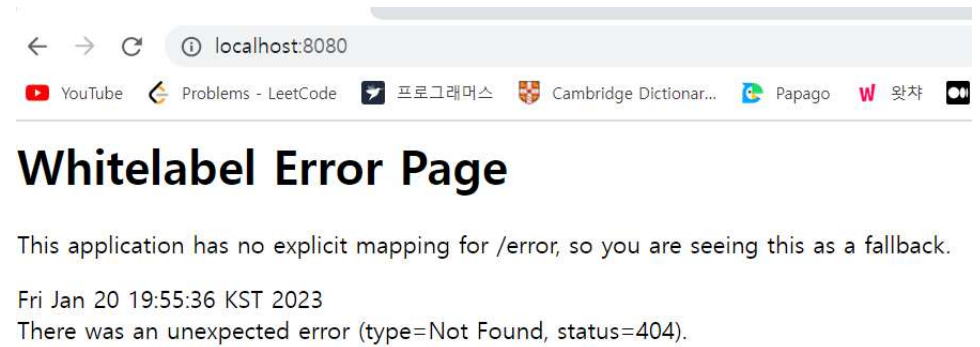 localhost:8080
YouTube Problems - LeetCode 프로그래머스 Cambridge Dictionar... Papago 왓챠
Whitelabel Error Page
This application has no explicit mapping for /error, so you are seeing this as a fallback.
Fri Jan 20 19:55:36 KST 2023
There was an unexpected error (type=Not Found, status=404).